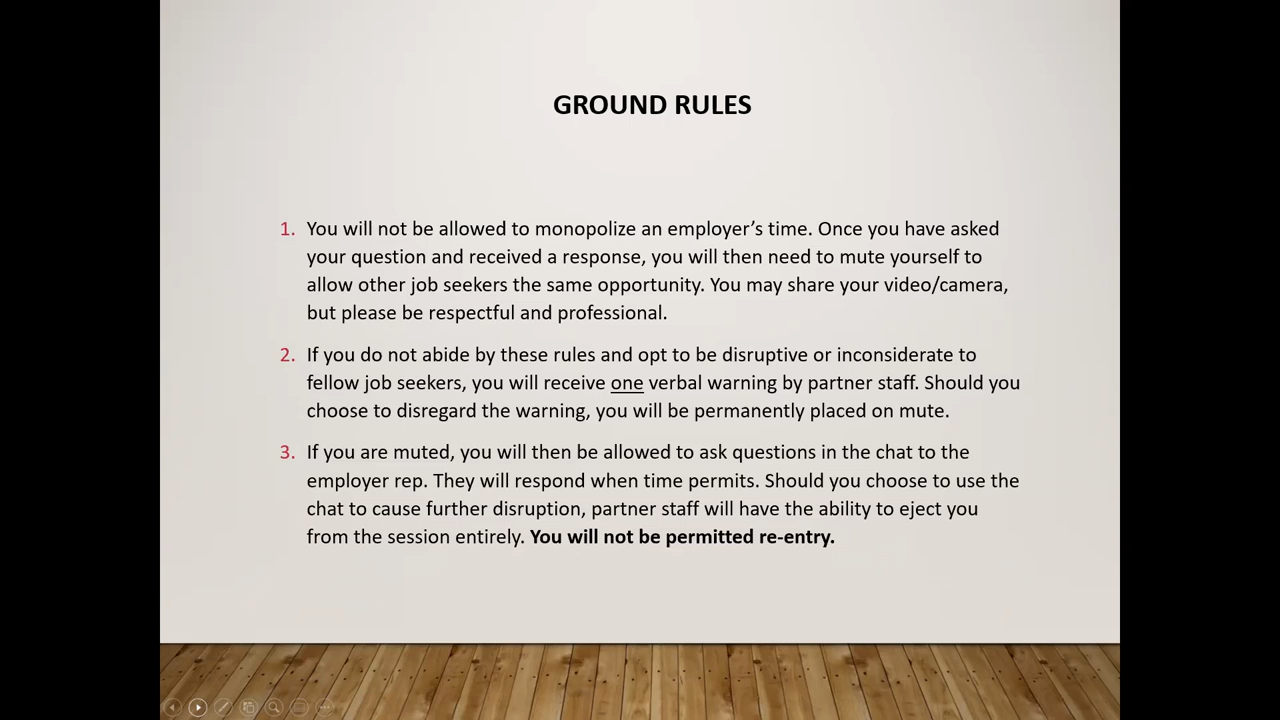 GROUND RULES
1. You will not be allowed to monopolize an employer’s time. Once you have asked
your question and received a response, you will then need to mute yourself to
allow other job seekers the same opportunity. You may share your video/camera,
but please be respectful and professional.
2. If you do not abide by these rules and opt to be disruptive or inconsiderate to
fellow job seekers, you will receive one verbal warning by partner staff. Should you
choose to disregard the warning, you will be permanently placed on mute.
3. If you are muted, you will then be allowed to ask questions in the chat to the
employer rep. They will respond when time permits. Should you choose to use the
chat to cause further disruption, partner staff will have the ability to eject you
from the session entirely. You will not be permitted re-entry.